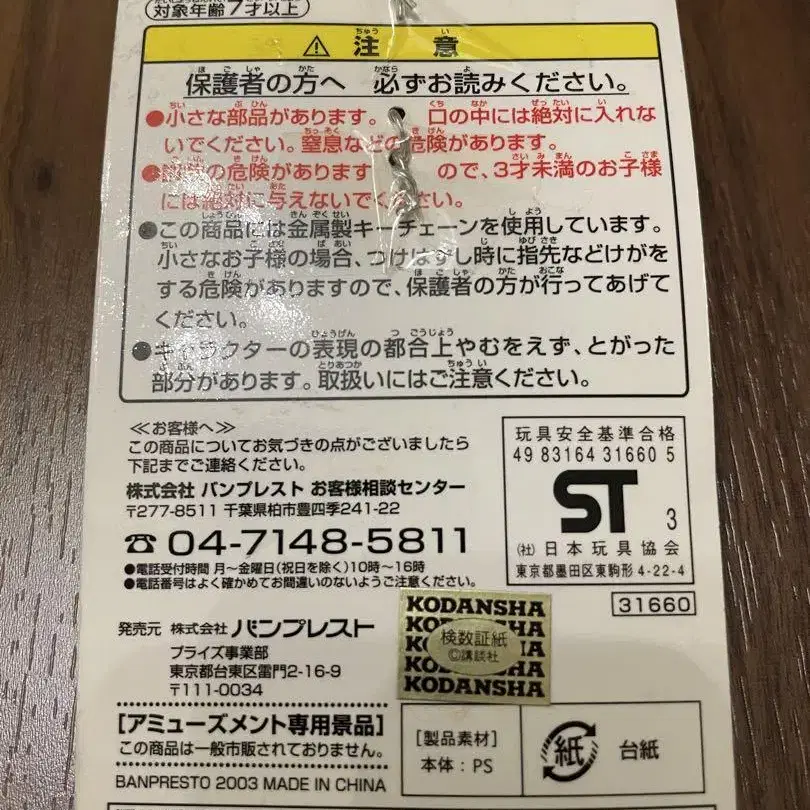 対象年齢7才以上
⚠注意
保護者の方へ 必ずお読みください。
●小さな部品があります。 口の中には絶対に入れな
いでください。窒息などの危険があります。
の危険があります ので、3才未満のお子様
には絶対に与えないでください。
●この商品には金属製キーチェーンを使用しています。
小さなお子様の場合、つけはずし時に指先などけがを
する危険がありますので、保護者の方が行ってあげて
ください。
●キャラクターの表現の都合上やむをえず、とがった
部分があります。取扱いにはご注意ください。
≪お客様へ≫
この商品についてお気づきの点がございましたら
下記までご連絡ください。
株式会社 バンプレスト お客様相談センター
〒277-8511 千葉県柏市豊四季241-22
☎04-7148-5811
●電話受付時間 月～金曜日(祝日を除く)10時～16時
●電話番号はよく確かめてお間違いのないようご注意ください。
玩具安全基準合格
49 83164 31660 5
ST 3
(社)日本玩具協会
東京都墨田区東駒形4-22-4
31660
発売元 株式会社 バンプレスト
プライズ事業部
東京都台東区雷門2-16-9
〒111-0034
KODANSHA
KODANSHA
検数証紙
©講談社
KODANSHA
KODANSHA
[アミューズメント専用景品]
この商品は一般市販されておりません。
BANPRESTO 2003 MADE IN CHINA
[製品素材]
本体:PS
紙 台紙